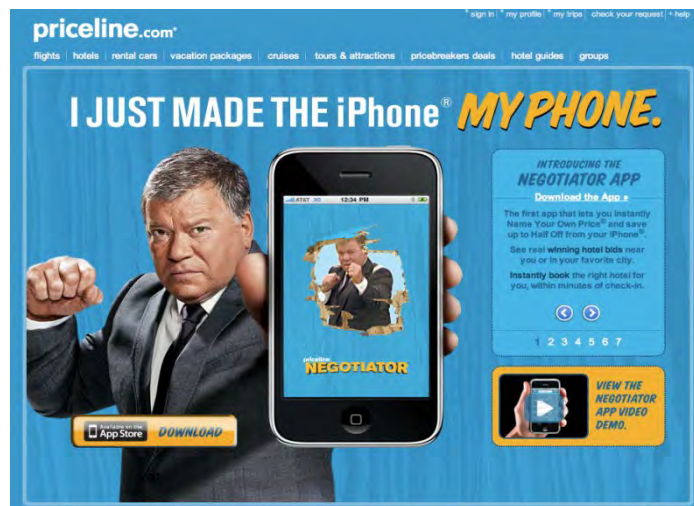 priceline.com®
sign in | my profile | my trips | check your request | + help
flights | hotels | rental cars | vacation packages | cruises | tours & attractions | pricebreakers deals | hotel guides | groups
I JUST MADE THE iPhone® MY PHONE.
AT&T 3G 12:34 PM
priceline
NEGOTIATOR
Available on the
App Store
DOWNLOAD
INTRODUCING THE
NEGOTIATOR APP
Download the App »
The first app that lets you instantly
Name Your Own Price® and save
up to Half Off from your iPhone®.
See real winning hotel bids near
you or in your favorite city.
Instantly book the right hotel for
you, within minutes of check-in.
1 2 3 4 5 6 7
VIEW THE
NEGOTIATOR
APP VIDEO
DEMO.